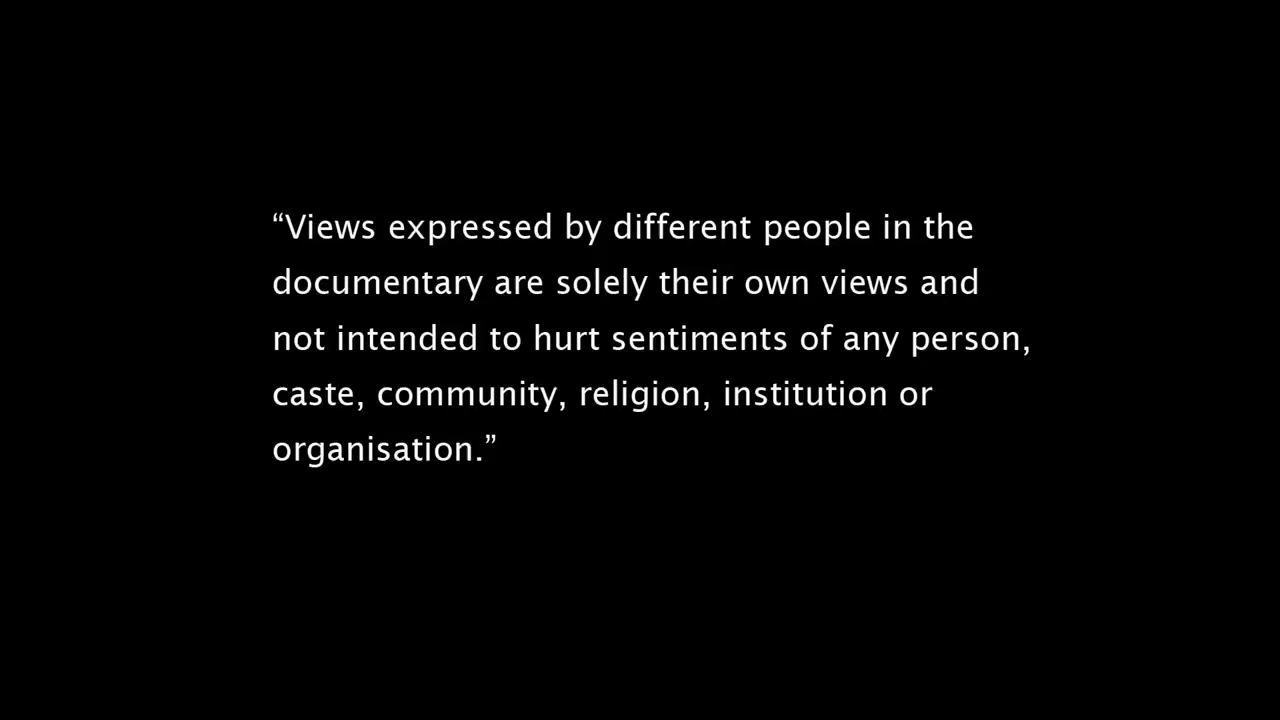 “Views expressed by different people in the
documentary are solely their own views and
not intended to hurt sentiments of any person,
caste, community, religion, institution or
organisation.”